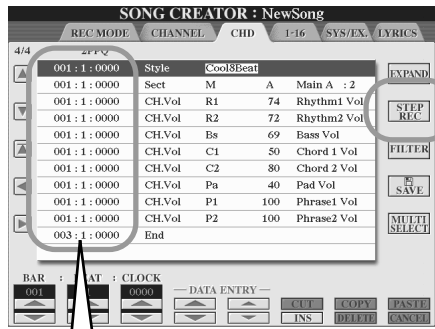 SONG CREATOR : NewSong
REC MODE CHANNEL CHD 1-16 SYS/EX. LYRICS
4/4 2PPQ
001 : 1 : 0000 Style Cool8Beat
001 : 1 : 0000 Sect M A Main A : 2
001 : 1 : 0000 CH.Vol R1 74 Rhythm1 Vol
001 : 1 : 0000 CH.Vol R2 72 Rhythm2 Vol
001 : 1 : 0000 CH.Vol Bs 69 Bass Vol
001 : 1 : 0000 CH.Vol C1 50 Chord 1 Vol
001 : 1 : 0000 CH.Vol C2 80 Chord 2 Vol
001 : 1 : 0000 CH.Vol Pa 40 Pad Vol
001 : 1 : 0000 CH.Vol P1 100 Phrase1 Vol
001 : 1 : 0000 CH.Vol P2 100 Phrase2 Vol
003 : 1 : 0000 End
EXPAND
STEP
REC
FILTER
SAVE
MULTI
SELECT
BAR : : CLOCK
001 0000 DATA ENTRY
CUT COPY PASTE
INS DELETE CANCEL